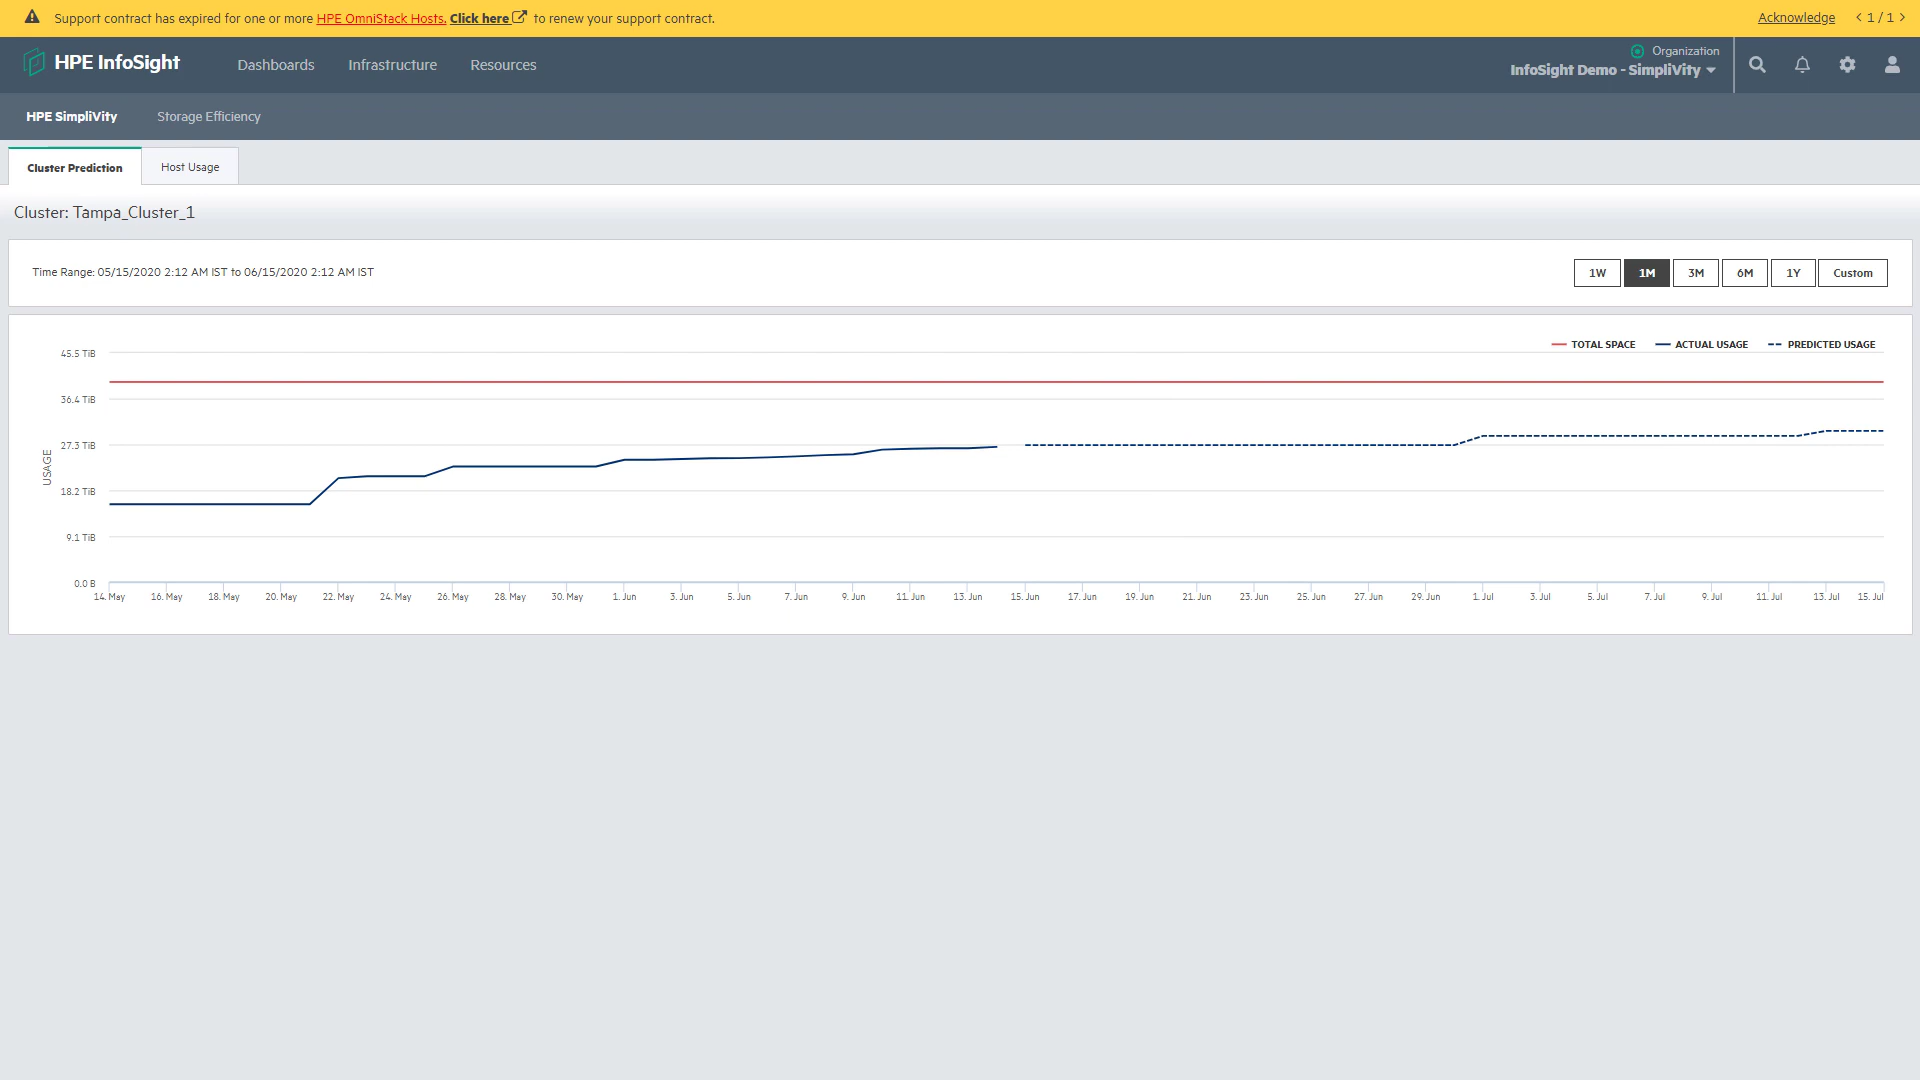 Support contract has expired for one or more HPE OmniStack Hosts. Click here to renew your support contract.
Acknowledge < 1 / 1 >
HPE InfoSight Dashboards Infrastructure Resources
Organization
InfoSight Demo - SimpliVity
HPE SimpliVity Storage Efficiency
Cluster Prediction Host Usage
Cluster: Tampa_Cluster_1
Time Range: 05/15/2020 2:12 AM IST to 06/15/2020 2:12 AM IST
1W 1M 3M 6M 1Y Custom
TOTAL SPACE ACTUAL USAGE PREDICTED USAGE
USAGE
45.5 TiB
36.4 TiB
27.3 TiB
18.2 TiB
9.1 TiB
0.0 B
14. May 16. May 18. May 20. May 22. May 24. May 26. May 28. May 30. May 1. Jun 3. Jun 5. Jun 7. Jun 9. Jun 11. Jun 13. Jun 15. Jun 17. Jun 19. Jun 21. Jun 23. Jun 25. Jun 27. Jun 29. Jun 1. Jul 3. Jul 5. Jul 7. Jul 9. Jul 11. Jul 13. Jul 15. Jul